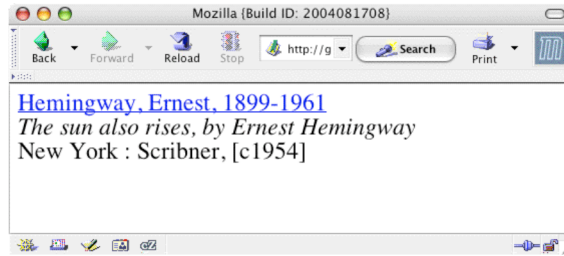 Mozilla {Build ID: 2004081708}
Back Forward Reload Stop http://g Search Print
Hemingway, Ernest, 1899-1961
The sun also rises, by Ernest Hemingway
New York : Scribner, [c1954]